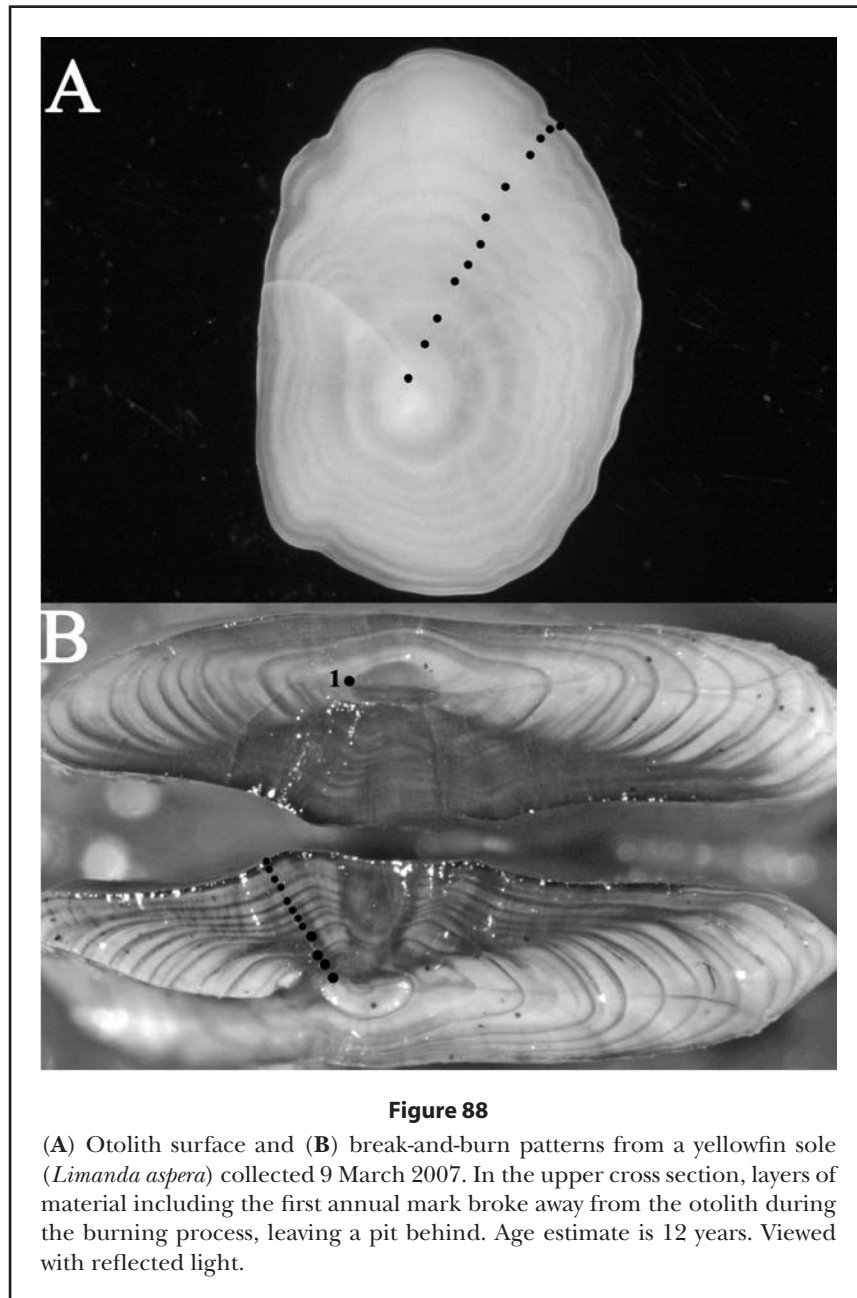 A
B
1
Figure 88
(A) Otolith surface and (B) break-and-burn patterns from a yellowfin sole
(Limanda aspera) collected 9 March 2007. In the upper cross section, layers of
material including the first annual mark broke away from the otolith during
the burning process, leaving a pit behind. Age estimate is 12 years. Viewed
with reflected light.